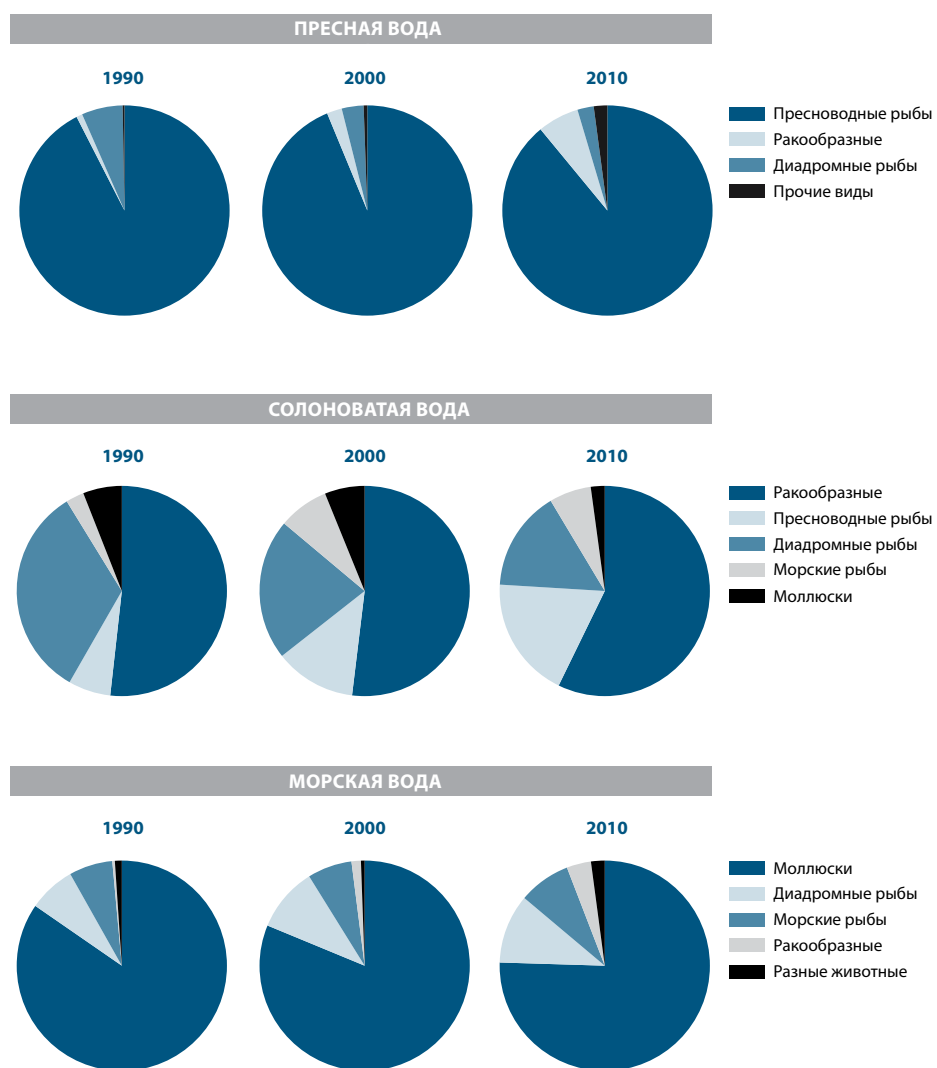 ПРЕСНАЯ ВОДА
1990
2000
2010
Пресноводные рыбы
Ракообразные
Диадромные рыбы
Прочие виды
СОЛОНОВАТАЯ ВОДА
1990
2000
2010
Ракообразные
Пресноводные рыбы
Диадромные рыбы
Морские рыбы
Моллюски
МОРСКАЯ ВОДА
1990
2000
2010
Моллюски
Диадромные рыбы
Морские рыбы
Ракообразные
Разные животные